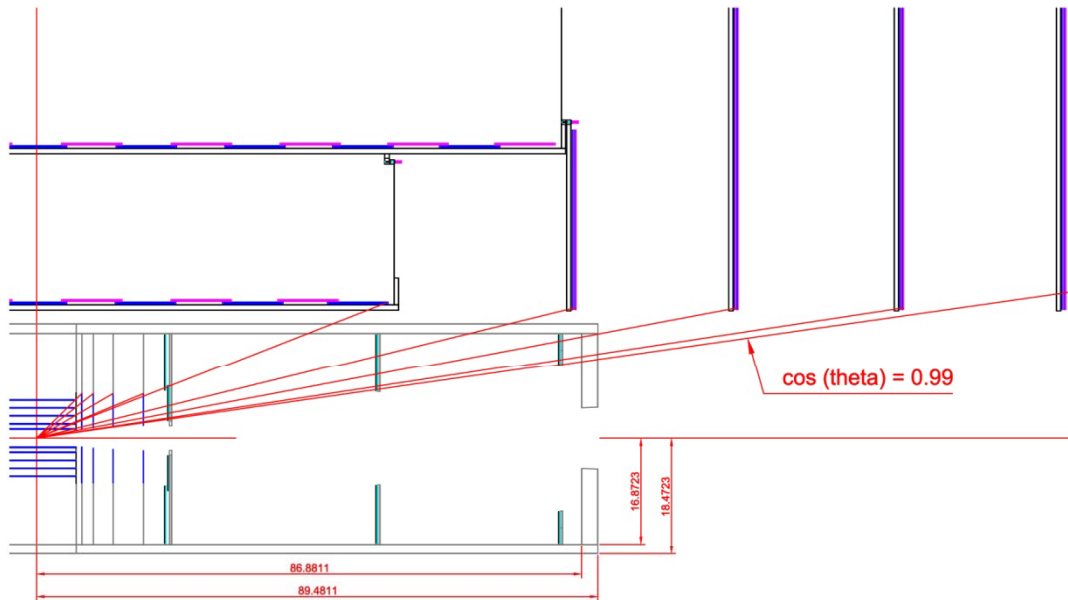 cos (theta) = 0.99
16.8723
18.4723
86.8811
89.4811